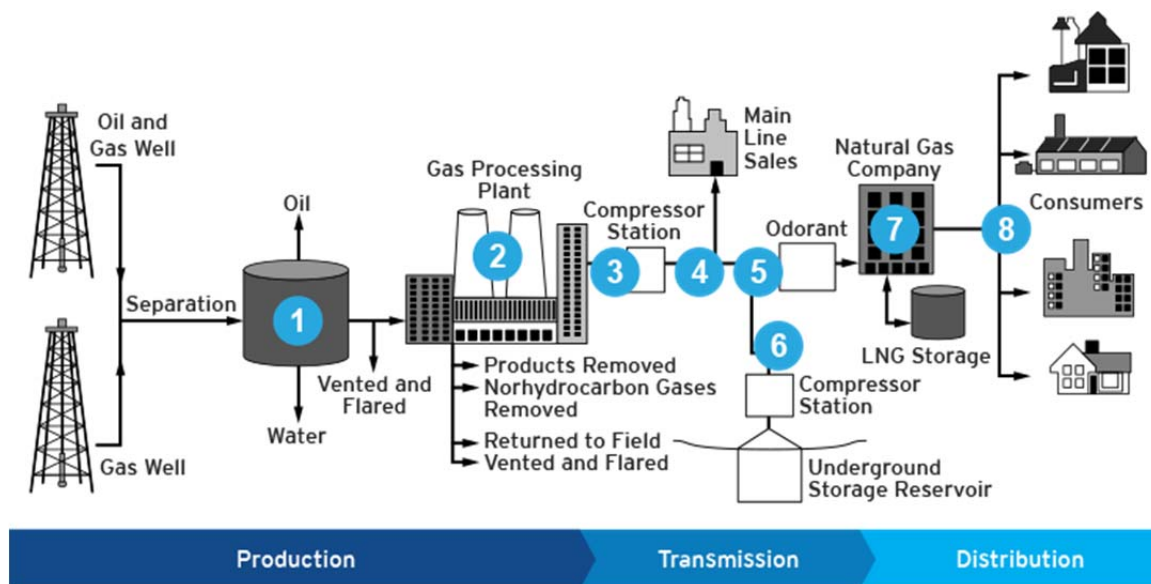 Oil and
Gas Well
Oil
Separation
1
Vented and
Flared
Water
Gas Well
Gas Processing
Plant
2
Products Removed
Norhydrocarbon Gases
Removed
Returned to Field
Vented and Flared
Compressor
Station
3
4
Main
Line
Sales
5
Odorant
6
Compressor
Station
Underground
Storage Reservoir
Natural Gas
Company
7
LNG Storage
8
Consumers
Production
Transmission
Distribution